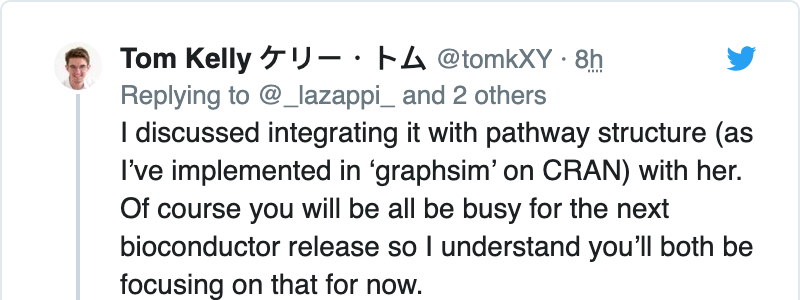 Tom Kelly ケリー・トム @tomkXY · 8h
Replying to @_lazappi_ and 2 others
I discussed integrating it with pathway structure (as
I’ve implemented in ‘graphsim’ on CRAN) with her.
Of course you will be all be busy for the next
bioconductor release so I understand you’ll both be
focusing on that for now.